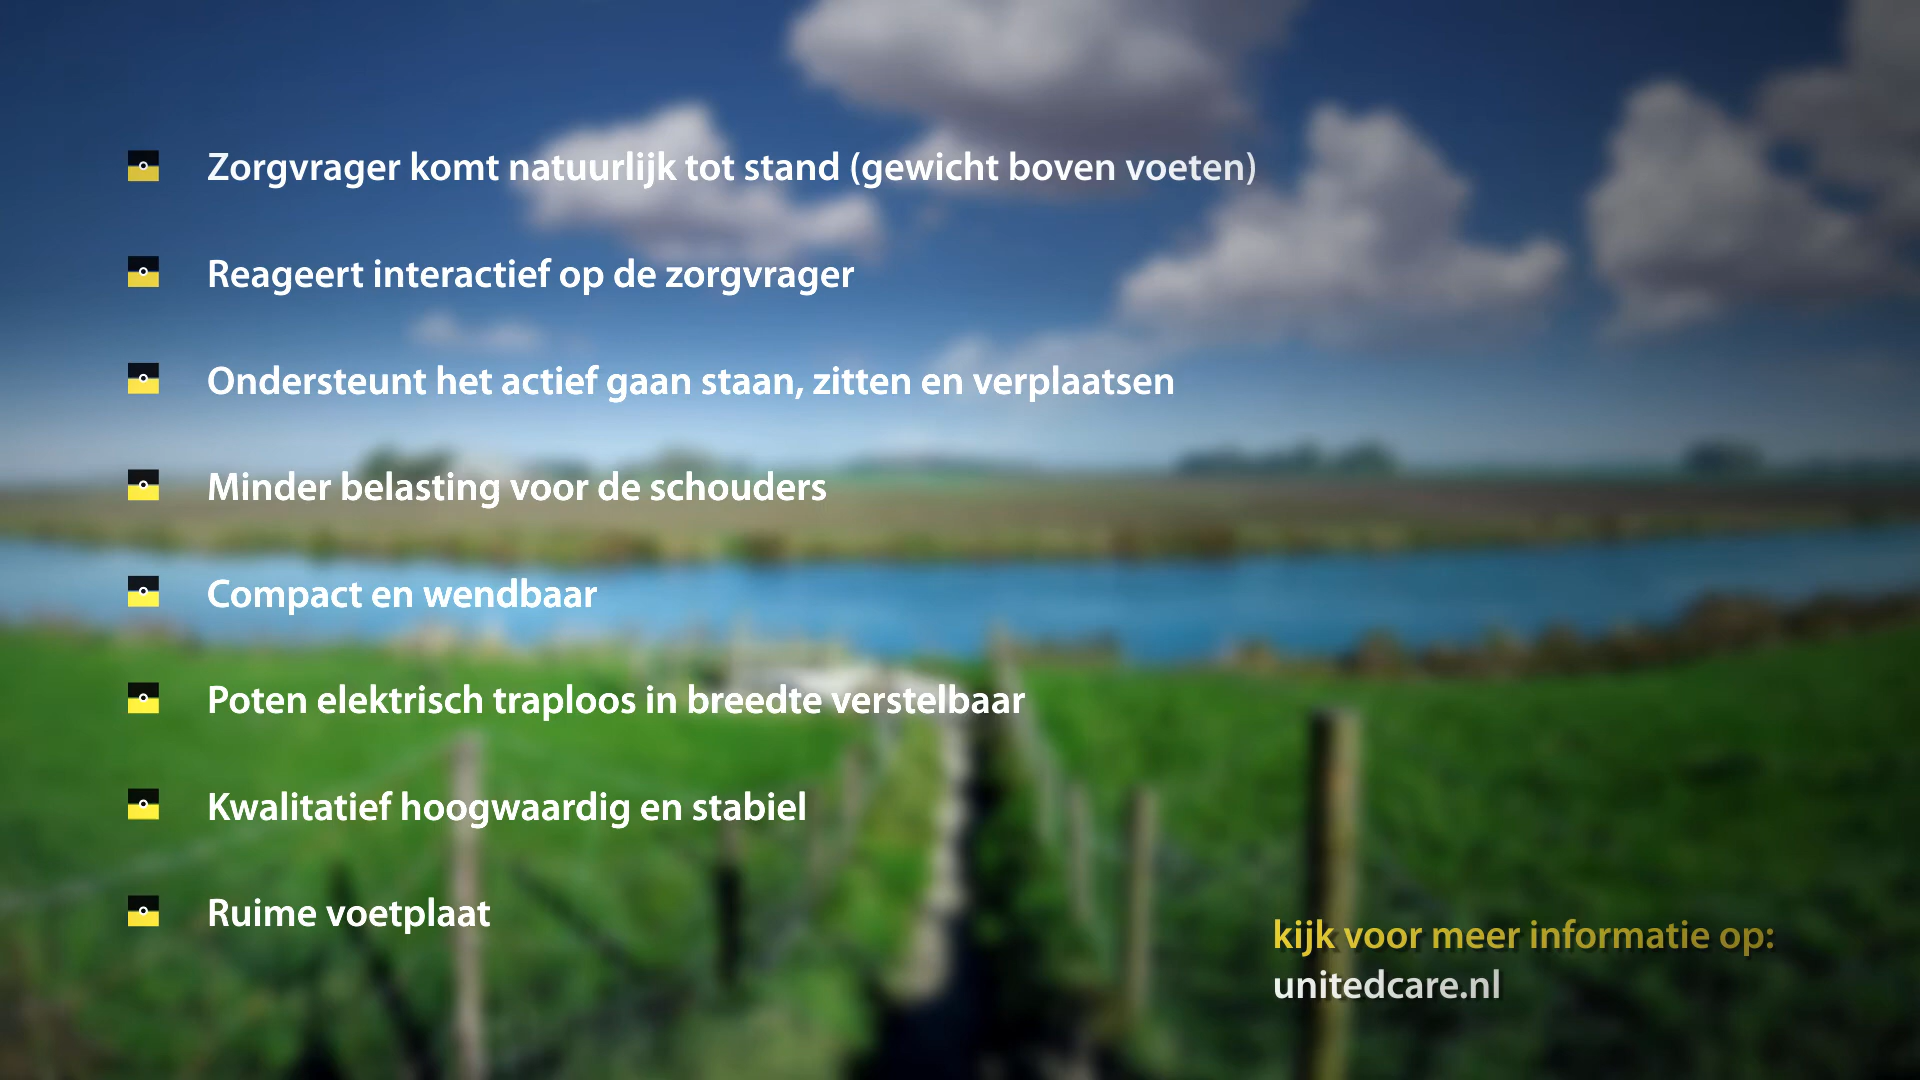 Zorgvrager komt natuurlijk tot stand (gewicht boven voeten)
Reageert interactief op de zorgvrager
Ondersteunt het actief gaan staan, zitten en verplaatsen
Minder belasting voor de schouders
Compact en wendbaar
Poten elektrisch traploos in breedte verstelbaar
Kwalitatief hoogwaardig en stabiel
Ruime voetplaat
kijk voor meer informatie op:
unitedcare.nl